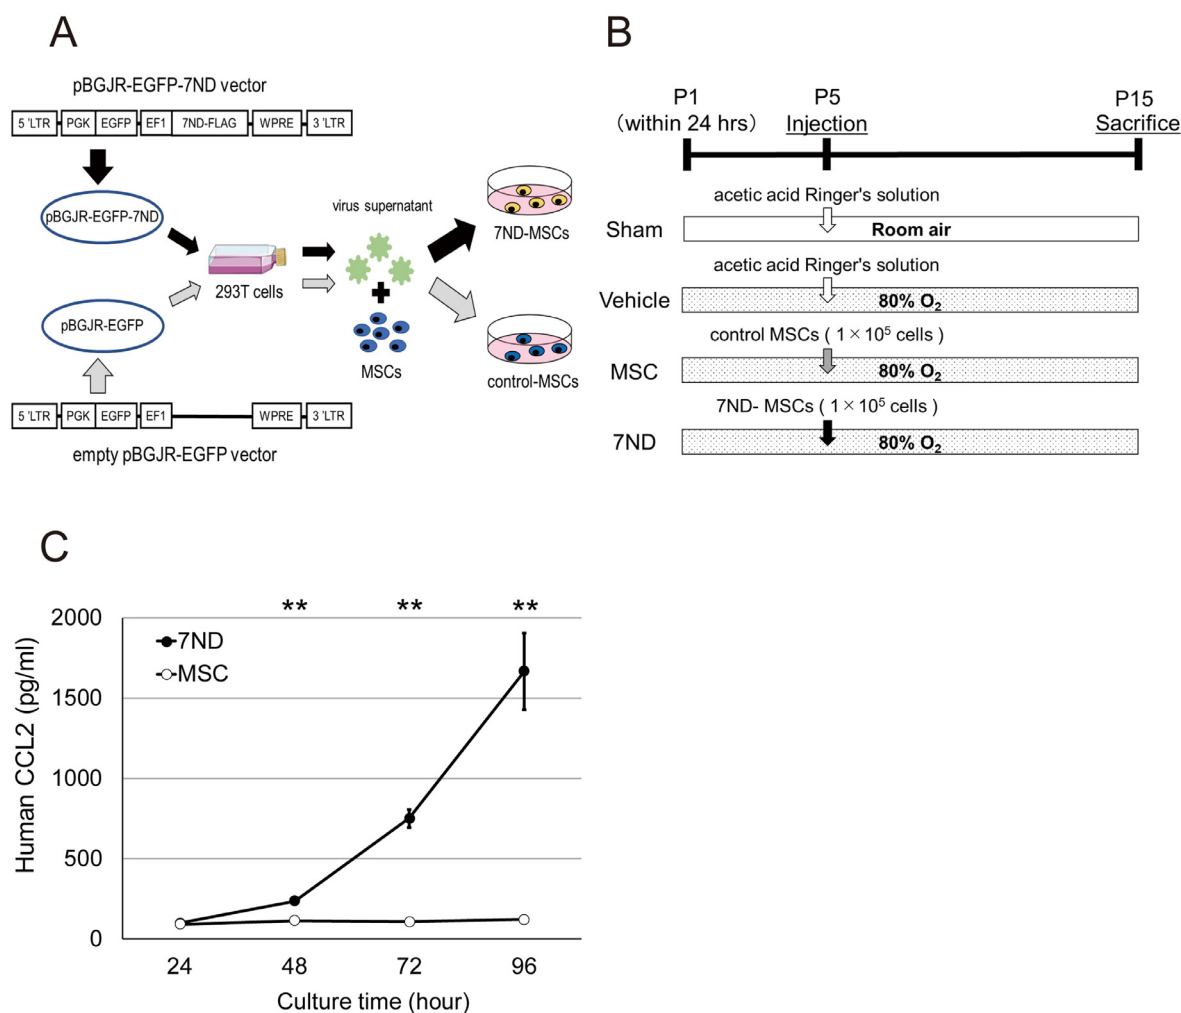 A
pBGJR-EGFP-7ND vector
5 'LTR PGK EGFP EF1 7ND-FLAG WPRE 3 'LTR
pBGJR-EGFP-7ND
293T cells
pBGJR-EGFP
virus supernatant
+
MSCs
7ND-MSCs
control-MSCs
5 'LTR PGK EGFP EF1 WPRE 3 'LTR
empty pBGJR-EGFP vector
B
P1 P5 P15
(within 24 hrs) Injection Sacrifice
acetic acid Ringer's solution
Sham Room air
acetic acid Ringer's solution
Vehicle 80% O₂
control MSCs ( 1 × 10⁵ cells )
MSC 80% O₂
7ND- MSCs ( 1 × 10⁵ cells )
7ND 80% O₂
C
** ** **
2000
1500
1000
500
0
Human CCL2 (pg/ml)
7ND
MSC
24 48 72 96
Culture time (hour)